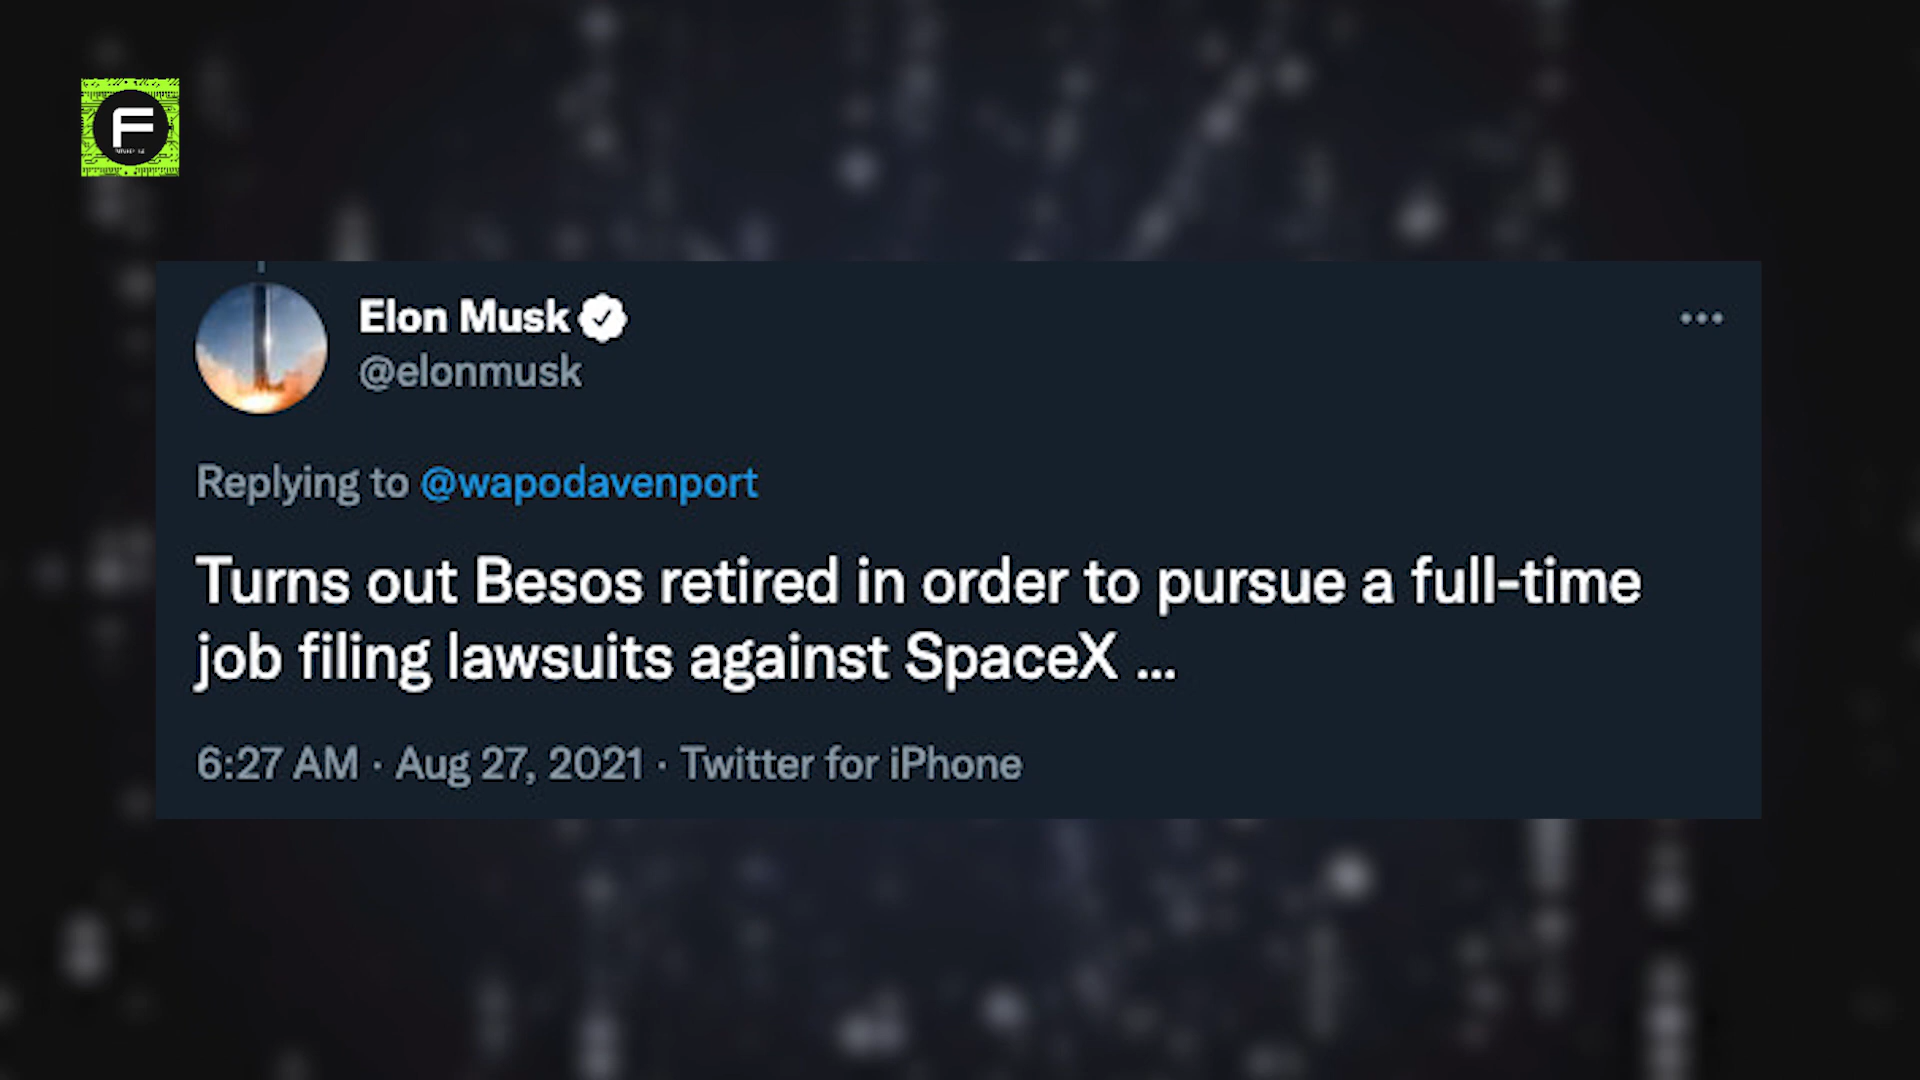 F
Elon Musk
@elonmusk
Replying to @wapodavenport
Turns out Besos retired in order to pursue a full-time
job filing lawsuits against SpaceX ...
6:27 AM · Aug 27, 2021 · Twitter for iPhone